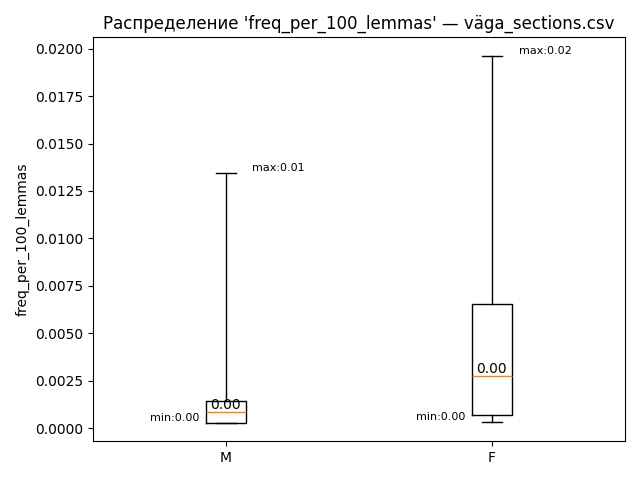 Распределение 'freq_per_100_lemmas' — väga_sections.csv
freq_per_100_lemmas
0.0200
0.0175
0.0150
0.0125
0.0100
0.0075
0.0050
0.0025
0.0000
max:0.02
max:0.01
0.00
0.00
min:0.00
min:0.00
M
F